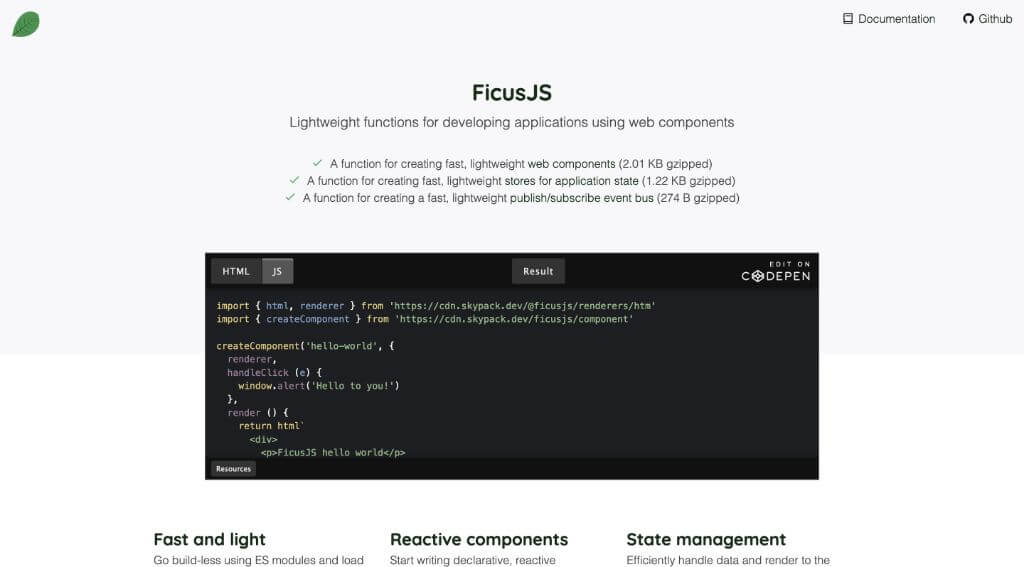 Documentation
Github
FicusJS
Lightweight functions for developing applications using web components
A function for creating fast, lightweight web components (2.01 KB gzipped)
A function for creating fast, lightweight stores for application state (1.22 KB gzipped)
A function for creating a fast, lightweight publish/subscribe event bus (274 B gzipped)
HTML JS Result EDIT ON
CODEPEN
import { html, renderer } from 'https://cdn.skypack.dev/@ficusjs/renderers/htm'
import { createComponent } from 'https://cdn.skypack.dev/ficusjs/component'
createComponent('hello-world', {
renderer,
handleClick (e) {
window.alert('Hello to you!')
},
render () {
return html`
<div>
<p>FicusJS hello world</p>
Resources
Fast and light
Go build-less using ES modules and load
Reactive components
Start writing declarative, reactive
State management
Efficiently handle data and render to the